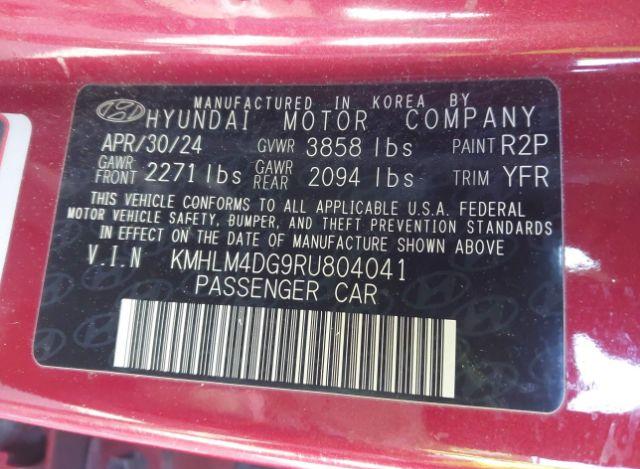 MANUFACTURED IN KOREA BY
HYUNDAI MOTOR COMPANY
APR/30/24 GVWR 3858 lbs PAINT R2P
GAWR FRONT 2271 lbs GAWR REAR 2094 lbs TRIM YFR
THIS VEHICLE CONFORMS TO ALL APPLICABLE U.S.A. FEDERAL
MOTOR VEHICLE SAFETY, BUMPER, AND THEFT PREVENTION STANDARDS
IN EFFECT ON THE DATE OF MANUFACTURE SHOWN ABOVE
V.I.N KMHLM4DG9RU804041
PASSENGER CAR